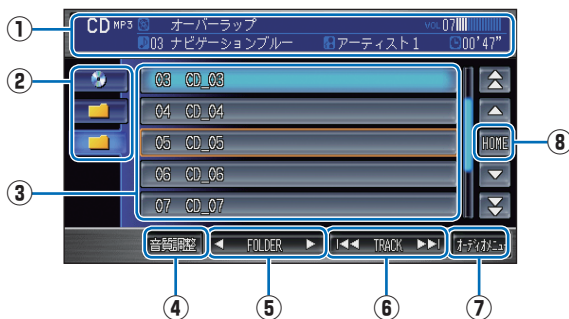 ①
CD MP3 オーバーラップ VOL 07
03 ナビゲーションブルー アーティスト1 00'47"
②
03 CD_03
04 CD_04
05 CD_05
HOME
⑧
③
06 CD_06
07 CD_07
音質調整 ◀ FOLDER ▶ I◀◀ TRACK ▶▶I オーディオメニュー
④ ⑤ ⑥ ⑦